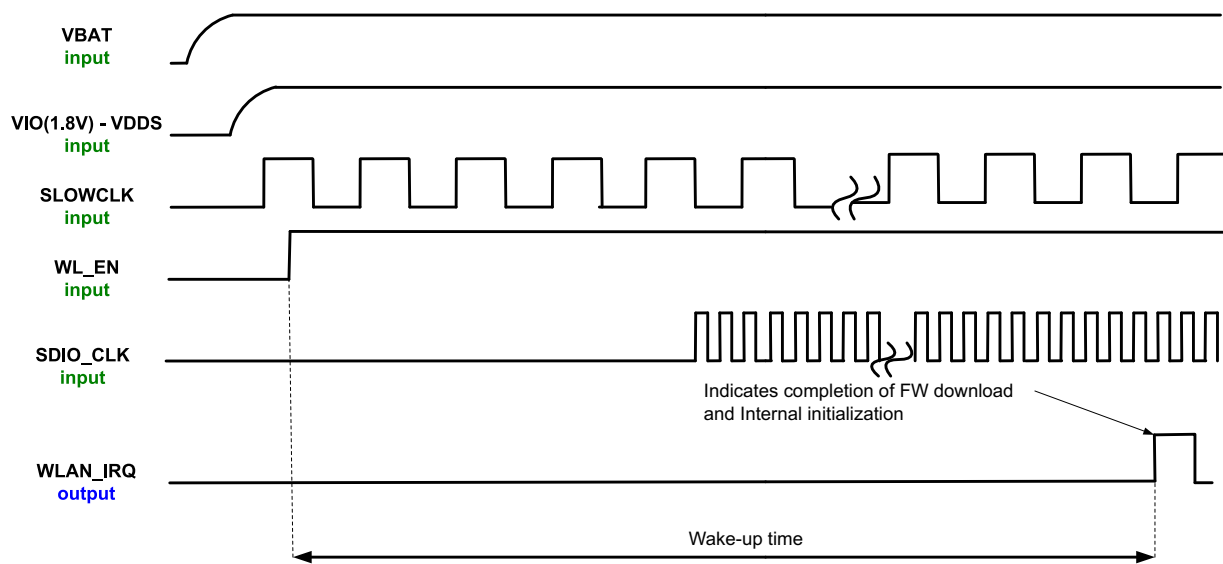 VBAT
input
VIO(1.8V) - VDDS
input
SLOWCLK
input
WL_EN
input
SDIO_CLK
input
Indicates completion of FW download
and Internal initialization
WLAN_IRQ
output
Wake-up time